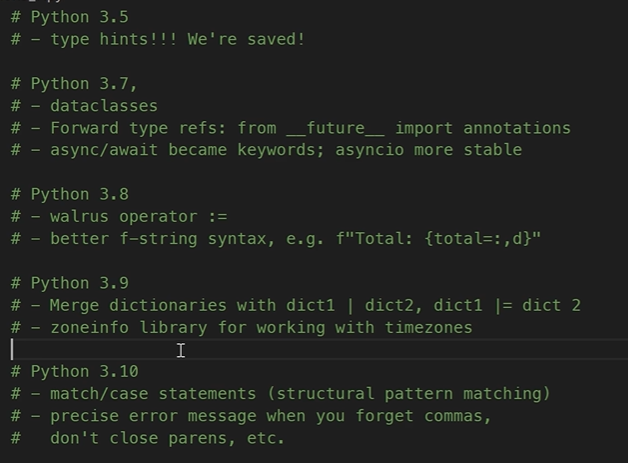 # Python 3.5
# - type hints!!! We're saved!
# Python 3.7,
# - dataclasses
# - Forward type refs: from __future__ import annotations
# - async/await became keywords; asyncio more stable
# Python 3.8
# - walrus operator :=
# - better f-string syntax, e.g. f"Total: {total=:,d}"
# Python 3.9
# - Merge dictionaries with dict1 | dict2, dict1 |= dict 2
# - zoneinfo library for working with timezones
# Python 3.10
# - match/case statements (structural pattern matching)
# - precise error message when you forget commas,
#   don't close parens, etc.